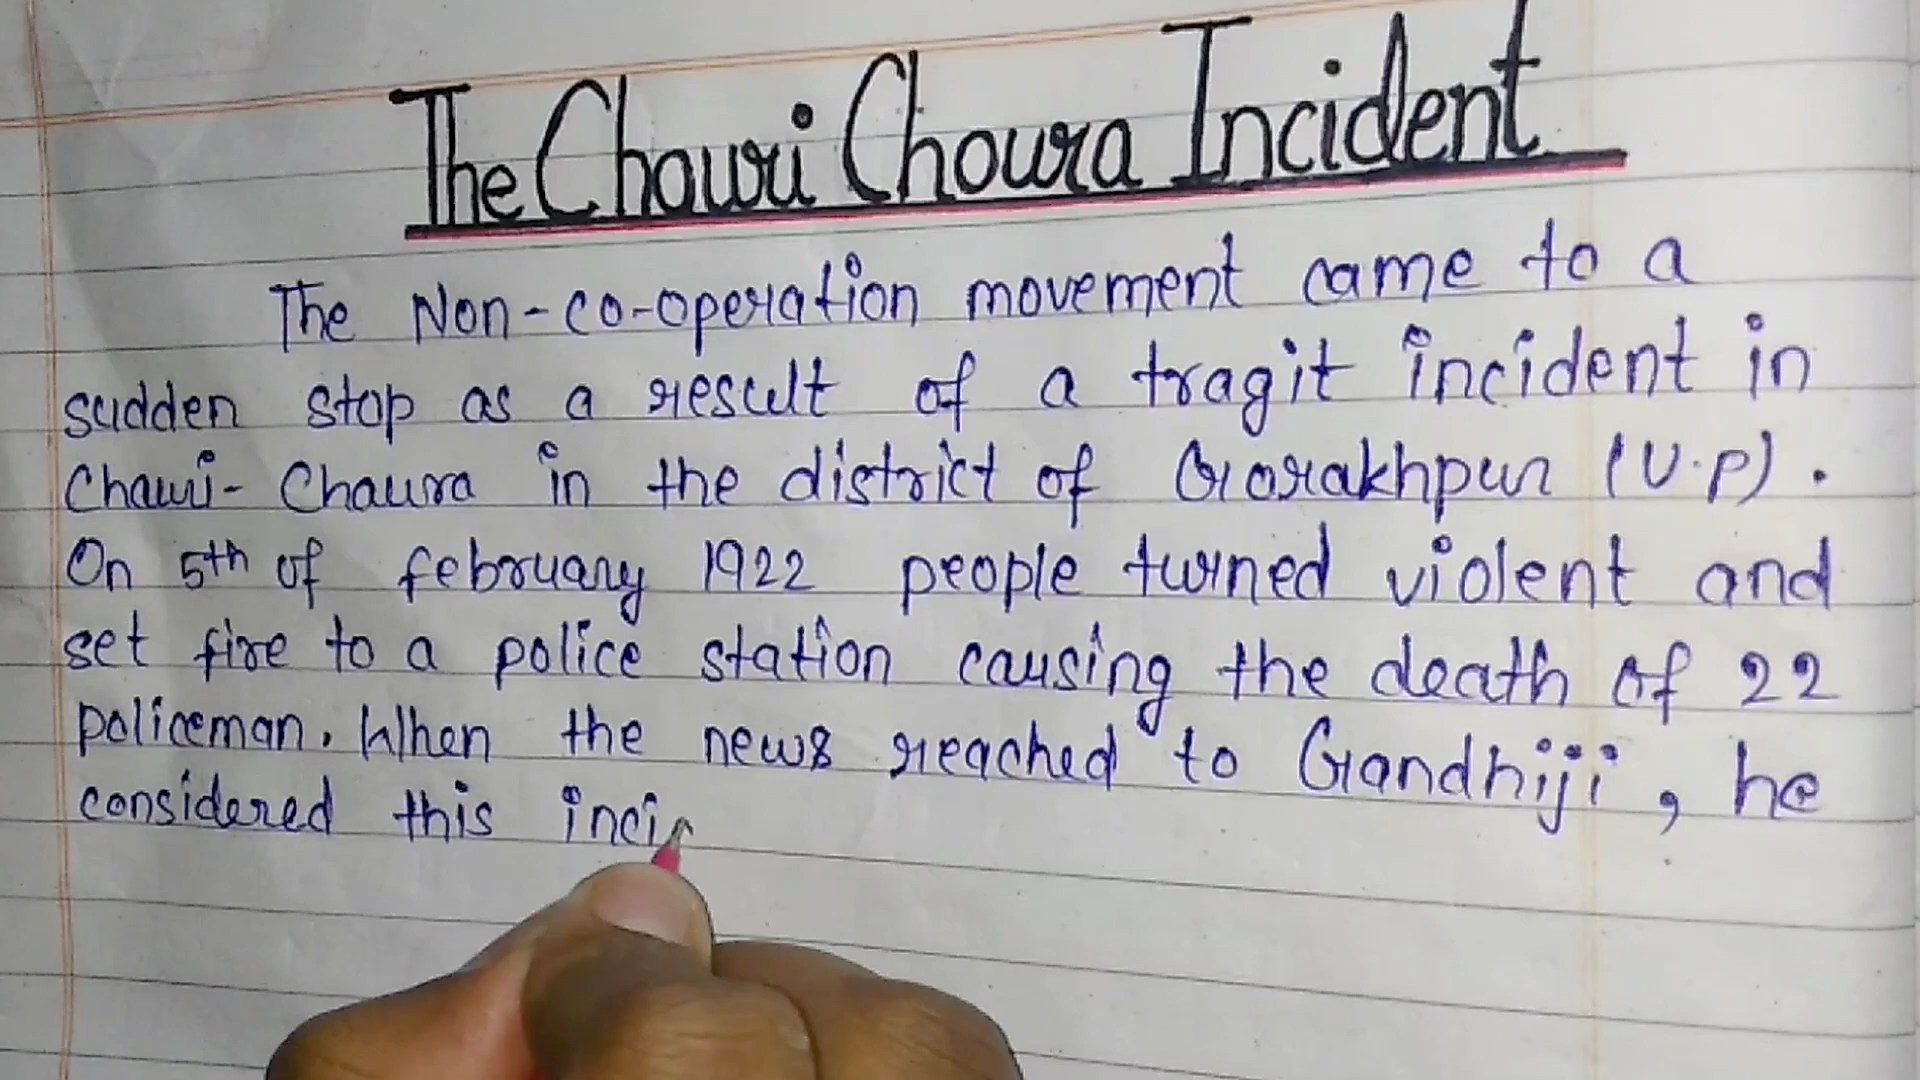 The Chauri Choura Incident
The Non-co-operation movement came to a
sudden stop as a result of a tragit incident in
Chauri-Chaura in the district of Gorakhpur (U.P).
On 5th of february 1922 people turned violent and
set fire to a police station causing the death of 22
policeman. When the news reached to Gandhiji, he
considered this inci